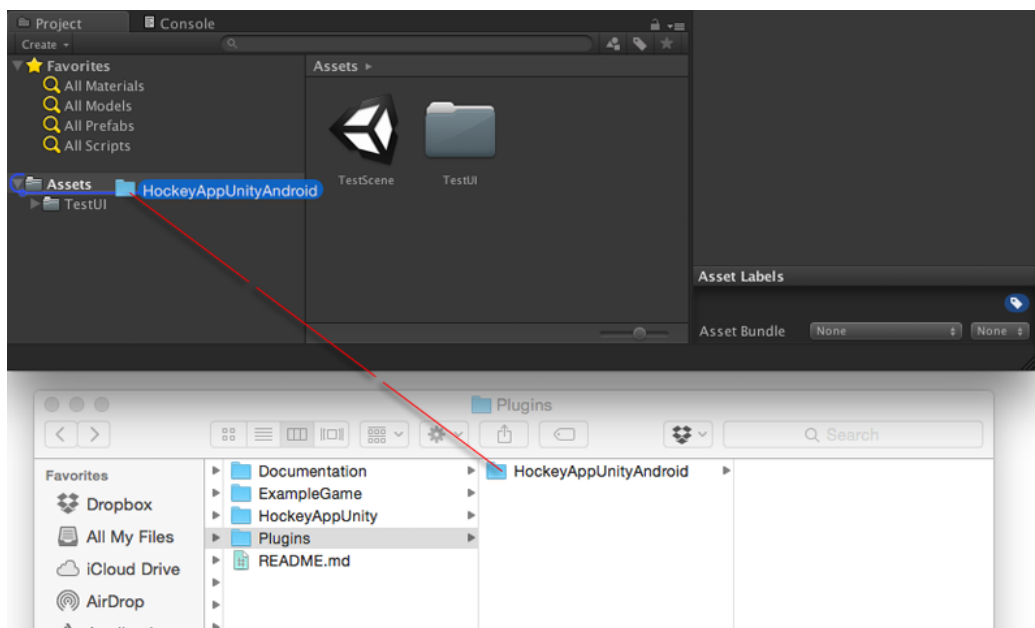 Project
Console
Create
Favorites
All Materials
All Models
All Prefabs
All Scripts
Assets
TestUI
HockeyAppUnityAndroid
Assets
TestScene
TestUI
Asset Labels
Asset Bundle
None
None
Plugins
Search
Favorites
Dropbox
All My Files
iCloud Drive
AirDrop
Documentation
ExampleGame
HockeyAppUnity
Plugins
README.md
HockeyAppUnityAndroid